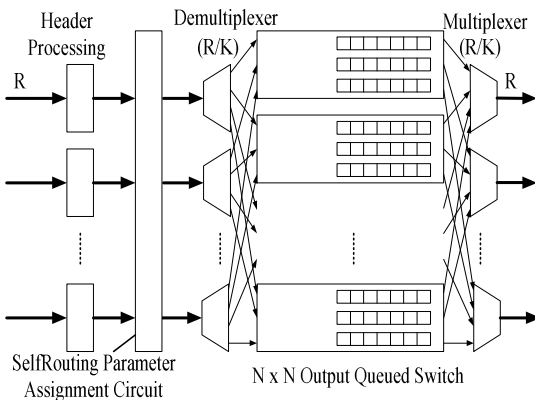 Header
Processing
Demultiplexer
(R/K)
Multiplexer
(R/K)
R
R
SelfRouting Parameter
Assignment Circuit
N x N Output Queued Switch